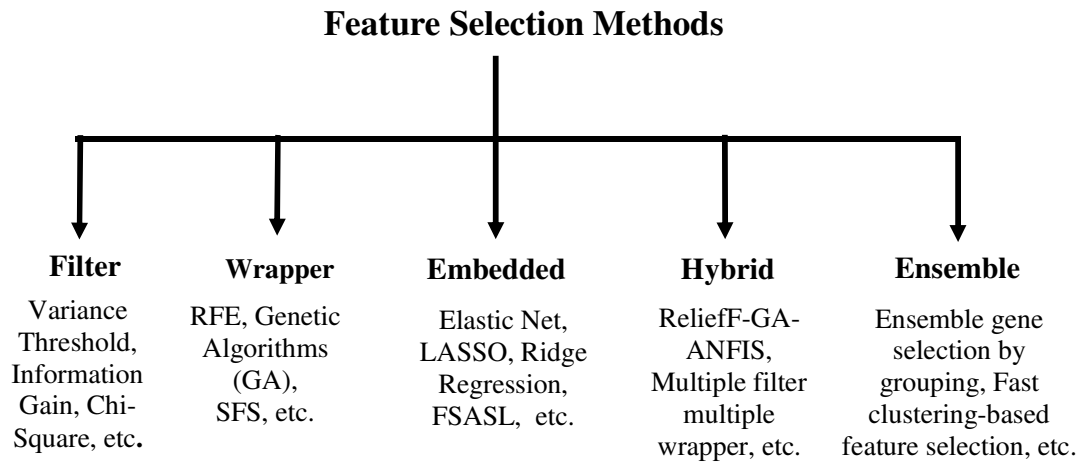 Feature Selection Methods
Filter
Variance
Threshold,
Information
Gain, Chi-
Square, etc.
Wrapper
RFE, Genetic
Algorithms
(GA),
SFS, etc.
Embedded
Elastic Net,
LASSO, Ridge
Regression,
FSASL, etc.
Hybrid
ReliefF-GA-
ANFIS,
Multiple filter
multiple
wrapper, etc.
Ensemble
Ensemble gene
selection by
grouping, Fast
clustering-based
feature selection, etc.